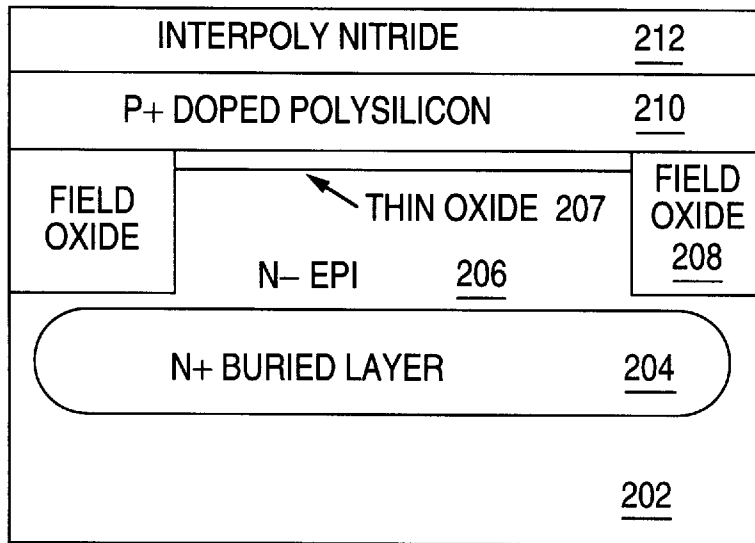 INTERPOLY NITRIDE 212
P+ DOPED POLYSILICON 210
FIELD
OXIDE
THIN OXIDE 207
FIELD
OXIDE
208
N– EPI 206
N+ BURIED LAYER 204
202